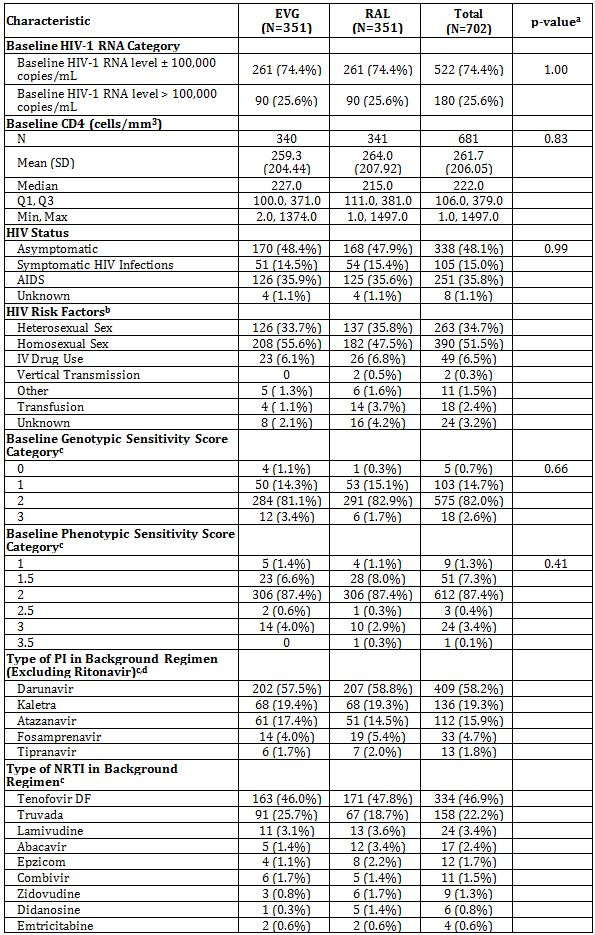 Characteristic EVG (N=351) RAL (N=351) Total (N=702) p-valueᵃ
Baseline HIV-1 RNA Category
Baseline HIV-1 RNA level ± 100,000 copies/mL 261 (74.4%) 261 (74.4%) 522 (74.4%) 1.00
Baseline HIV-1 RNA level > 100,000 copies/mL 90 (25.6%) 90 (25.6%) 180 (25.6%)
Baseline CD4 (cells/mm³)
N 340 341 681 0.83
Mean (SD) 259.3 (204.44) 264.0 (207.92) 261.7 (206.05)
Median 227.0 215.0 222.0
Q1, Q3 100.0, 371.0 111.0, 381.0 106.0, 379.0
Min, Max 2.0, 1374.0 1.0, 1497.0 1.0, 1497.0
HIV Status
Asymptomatic 170 (48.4%) 168 (47.9%) 338 (48.1%) 0.99
Symptomatic HIV Infections 51 (14.5%) 54 (15.4%) 105 (15.0%)
AIDS 126 (35.9%) 125 (35.6%) 251 (35.8%)
Unknown 4 (1.1%) 4 (1.1%) 8 (1.1%)
HIV Risk Factorsᵇ
Heterosexual Sex 126 (33.7%) 137 (35.8%) 263 (34.7%)
Homosexual Sex 208 (55.6%) 182 (47.5%) 390 (51.5%)
IV Drug Use 23 (6.1%) 26 (6.8%) 49 (6.5%)
Vertical Transmission 0 2 (0.5%) 2 (0.3%)
Other 5 ( 1.3%) 6 (1.6%) 11 (1.5%)
Transfusion 4 ( 1.1%) 14 (3.7%) 18 (2.4%)
Unknown 8 ( 2.1%) 16 (4.2%) 24 (3.2%)
Baseline Genotypic Sensitivity Score Categoryᶜ
0 4 (1.1%) 1 (0.3%) 5 (0.7%) 0.66
1 50 (14.3%) 53 (15.1%) 103 (14.7%)
2 284 (81.1%) 291 (82.9%) 575 (82.0%)
3 12 (3.4%) 6 (1.7%) 18 (2.6%)
Baseline Phenotypic Sensitivity Score Categoryᶜ
1 5 (1.4%) 4 (1.1%) 9 (1.3%) 0.41
1.5 23 (6.6%) 28 (8.0%) 51 (7.3%)
2 306 (87.4%) 306 (87.4%) 612 (87.4%)
2.5 2 (0.6%) 1 (0.3%) 3 (0.4%)
3 14 (4.0%) 10 (2.9%) 24 (3.4%)
3.5 0 1 (0.3%) 1 (0.1%)
Type of PI in Background Regimen (Excluding Ritonavir)ᶜ,ᵈ
Darunavir 202 (57.5%) 207 (58.8%) 409 (58.2%)
Kaletra 68 (19.4%) 68 (19.3%) 136 (19.3%)
Atazanavir 61 (17.4%) 51 (14.5%) 112 (15.9%)
Fosamprenavir 14 (4.0%) 19 (5.4%) 33 (4.7%)
Tipranavir 6 (1.7%) 7 (2.0%) 13 (1.8%)
Type of NRTI in Background Regimenᶜ
Tenofovir DF 163 (46.0%) 171 (47.8%) 334 (46.9%)
Truvada 91 (25.7%) 67 (18.7%) 158 (22.2%)
Lamivudine 11 (3.1%) 13 (3.6%) 24 (3.4%)
Abacavir 5 (1.4%) 12 (3.4%) 17 (2.4%)
Epzicom 4 (1.1%) 8 (2.2%) 12 (1.7%)
Combivir 6 (1.7%) 5 (1.4%) 11 (1.5%)
Zidovudine 3 (0.8%) 6 (1.7%) 9 (1.3%)
Didanosine 1 (0.3%) 5 (1.4%) 6 (0.8%)
Emtricitabine 2 (0.6%) 2 (0.6%) 4 (0.6%)